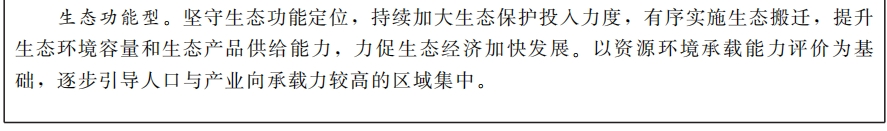 生态功能型。坚守生态功能定位，持续加大生态保护投入力度，有序实施生态搬迁，提升
生态环境容量和生态产品供给能力，力促生态经济加快发展。以资源环境承载能力评价为基
础，逐步引导人口与产业向承载力较高的区域集中。